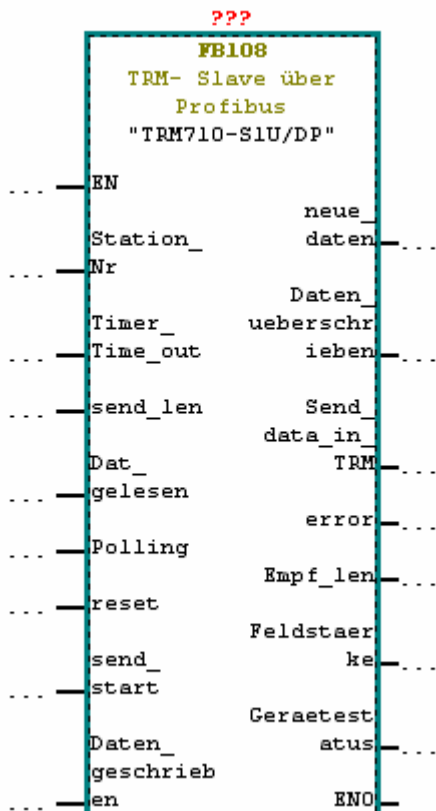 ???
FB108
TRM- Slave über
Profibus
"TRM710-S1U/DP"
... EN
neue_
Station_ daten ...
... Nr
Daten_
Timer_ ueberschr
... Time_out ieben ...
... send_len Send_
data_in_
Dat_ TRM ...
... gelesen
error ...
... Polling
Empf_len ...
... reset
Feldstaer
send_ ke ...
... start
Geraetest
Daten_ atus ...
geschrieb
... en ENO